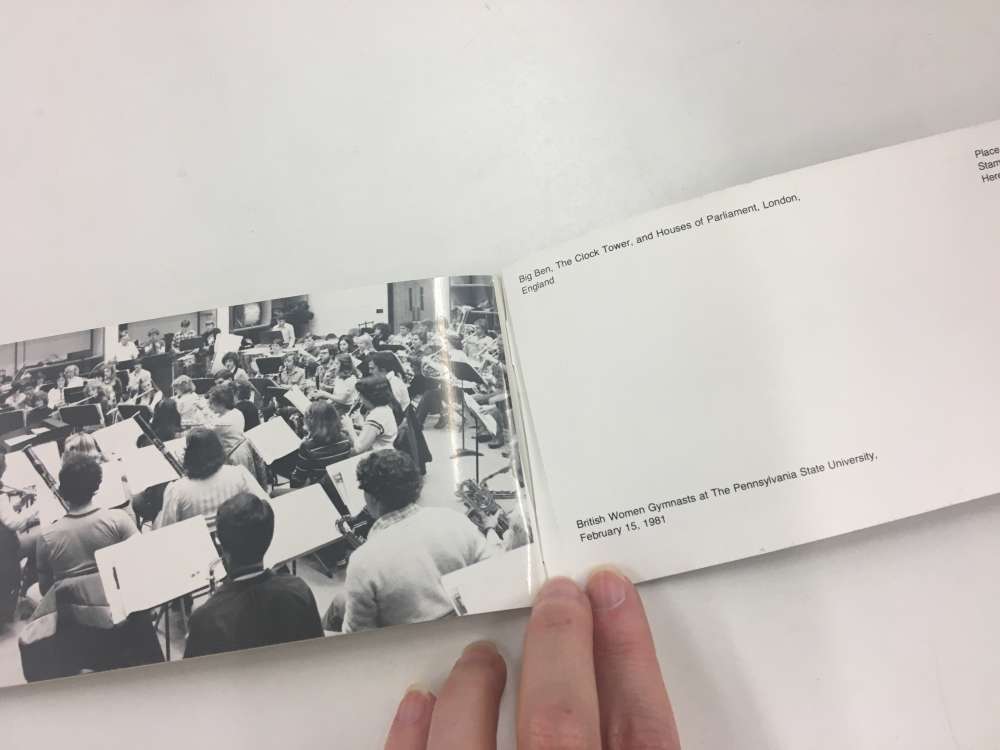 Place
Stam
Here
Big Ben, The Clock Tower, and Houses of Parliament, London,
England
British Women Gymnasts at The Pennsylvania State University,
February 15, 1981